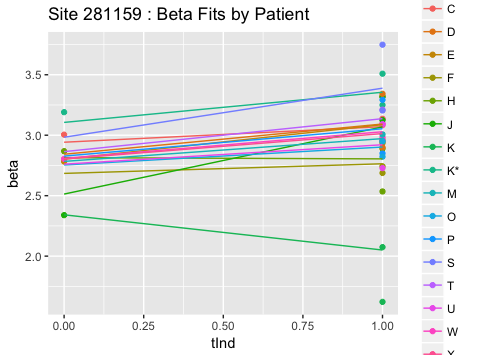 Site 281159 : Beta Fits by Patient
beta
3.5
3.0
2.5
2.0
0.00 0.25 0.50 0.75 1.00
tInd
C
D
E
F
H
J
K
K*
M
O
P
S
T
U
W